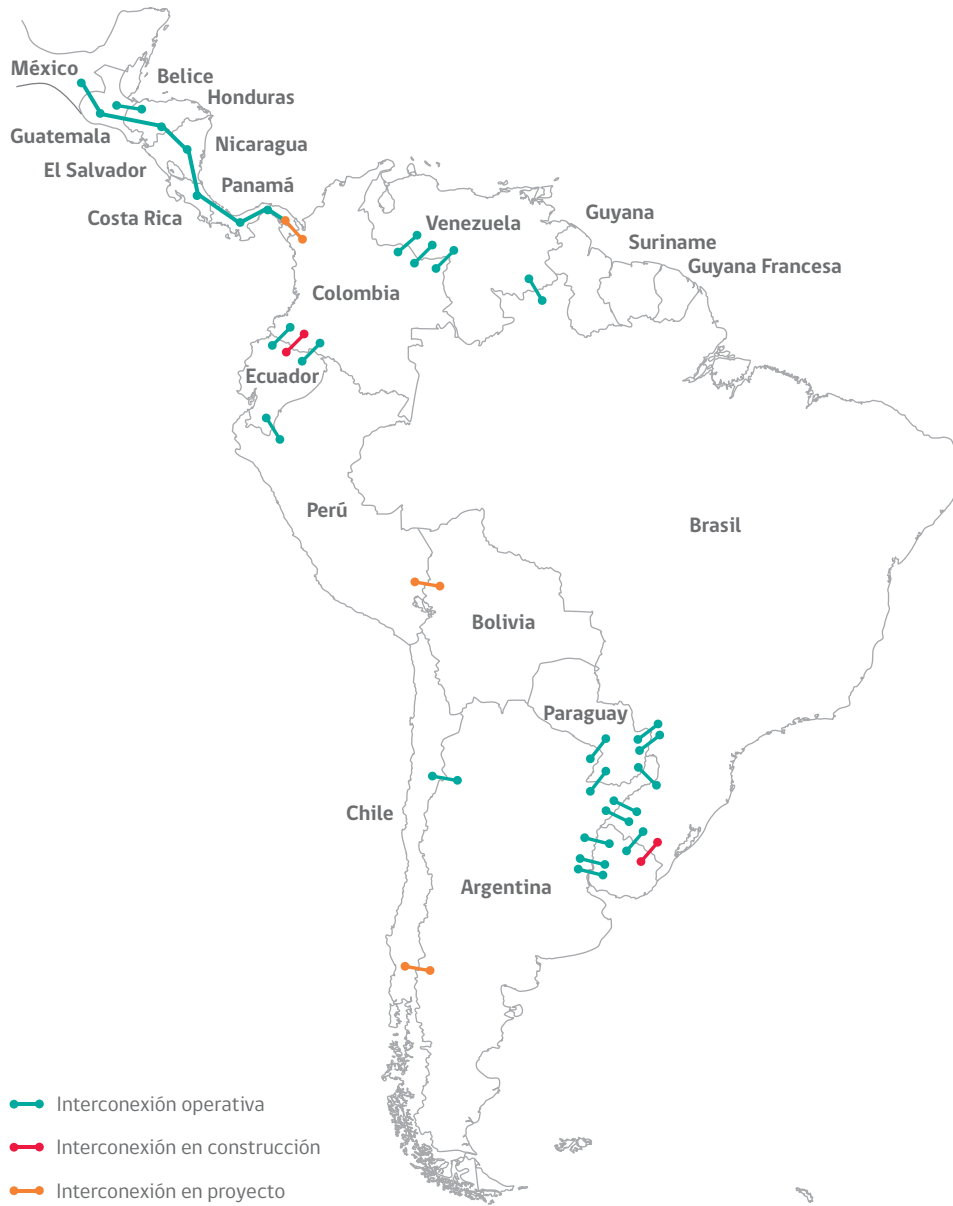 México
Belice
Honduras
Guatemala
Nicaragua
El Salvador
Panamá
Costa Rica
Venezuela
Guyana
Suriname
Guyana Francesa
Colombia
Ecuador
Perú
Brasil
Bolivia
Paraguay
Chile
Argentina
Interconexión operativa
Interconexión en construcción
Interconexión en proyecto